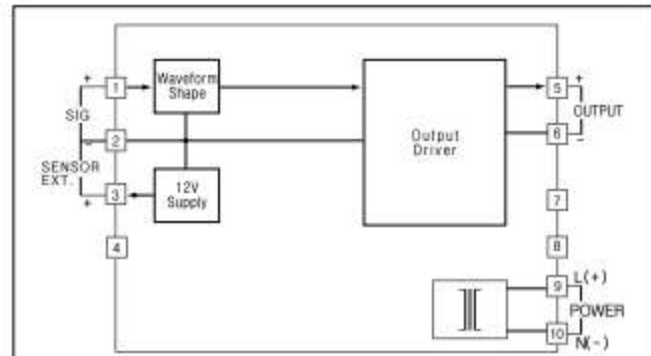 +
1
Waveform
Shape
5
+
SIG
OUTPUT
-
2
Output
Driver
6
-
SENSOR
EXT.
+
3
12V
Supply
7
4
8
9
L(+)
POWER
10
N(-)